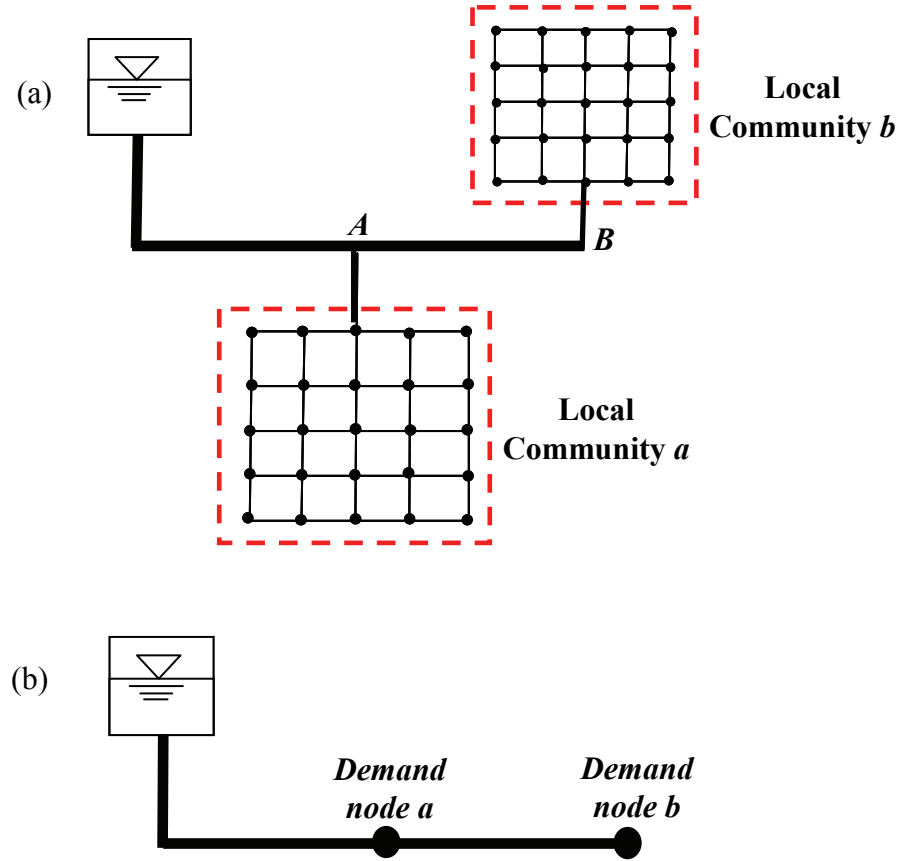 (a)
Local
Community b
A
B
Local
Community a
(b)
Demand
node a
Demand
node b